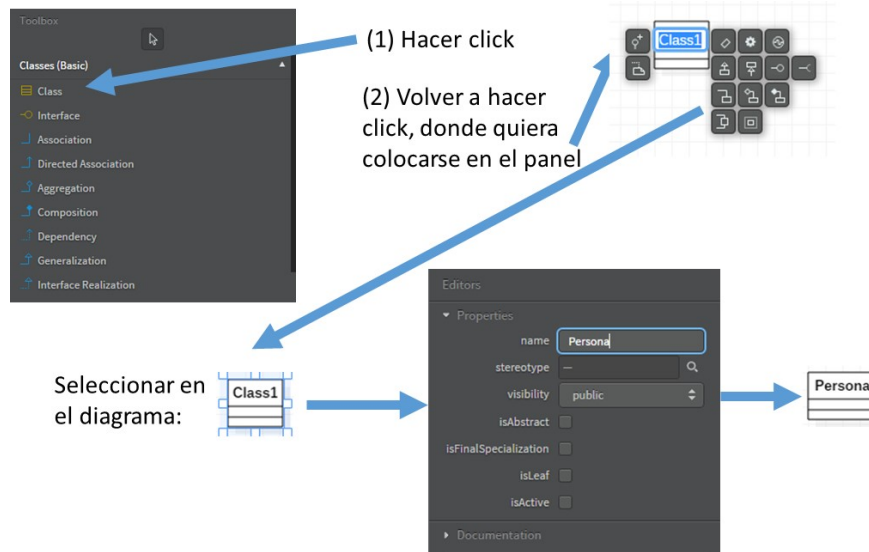 Toolbox
Classes (Basic)
Class
Interface
Association
Directed Association
Aggregation
Composition
Dependency
Generalization
Interface Realization
(1) Hacer click
(2) Volver a hacer
click, donde quiera
colocarse en el panel
Class1
Seleccionar en
el diagrama:
Class1
Editors
Properties
name Persona
stereotype —
visibility public
isAbstract
isFinalSpecialization
isLeaf
isActive
Documentation
Persona